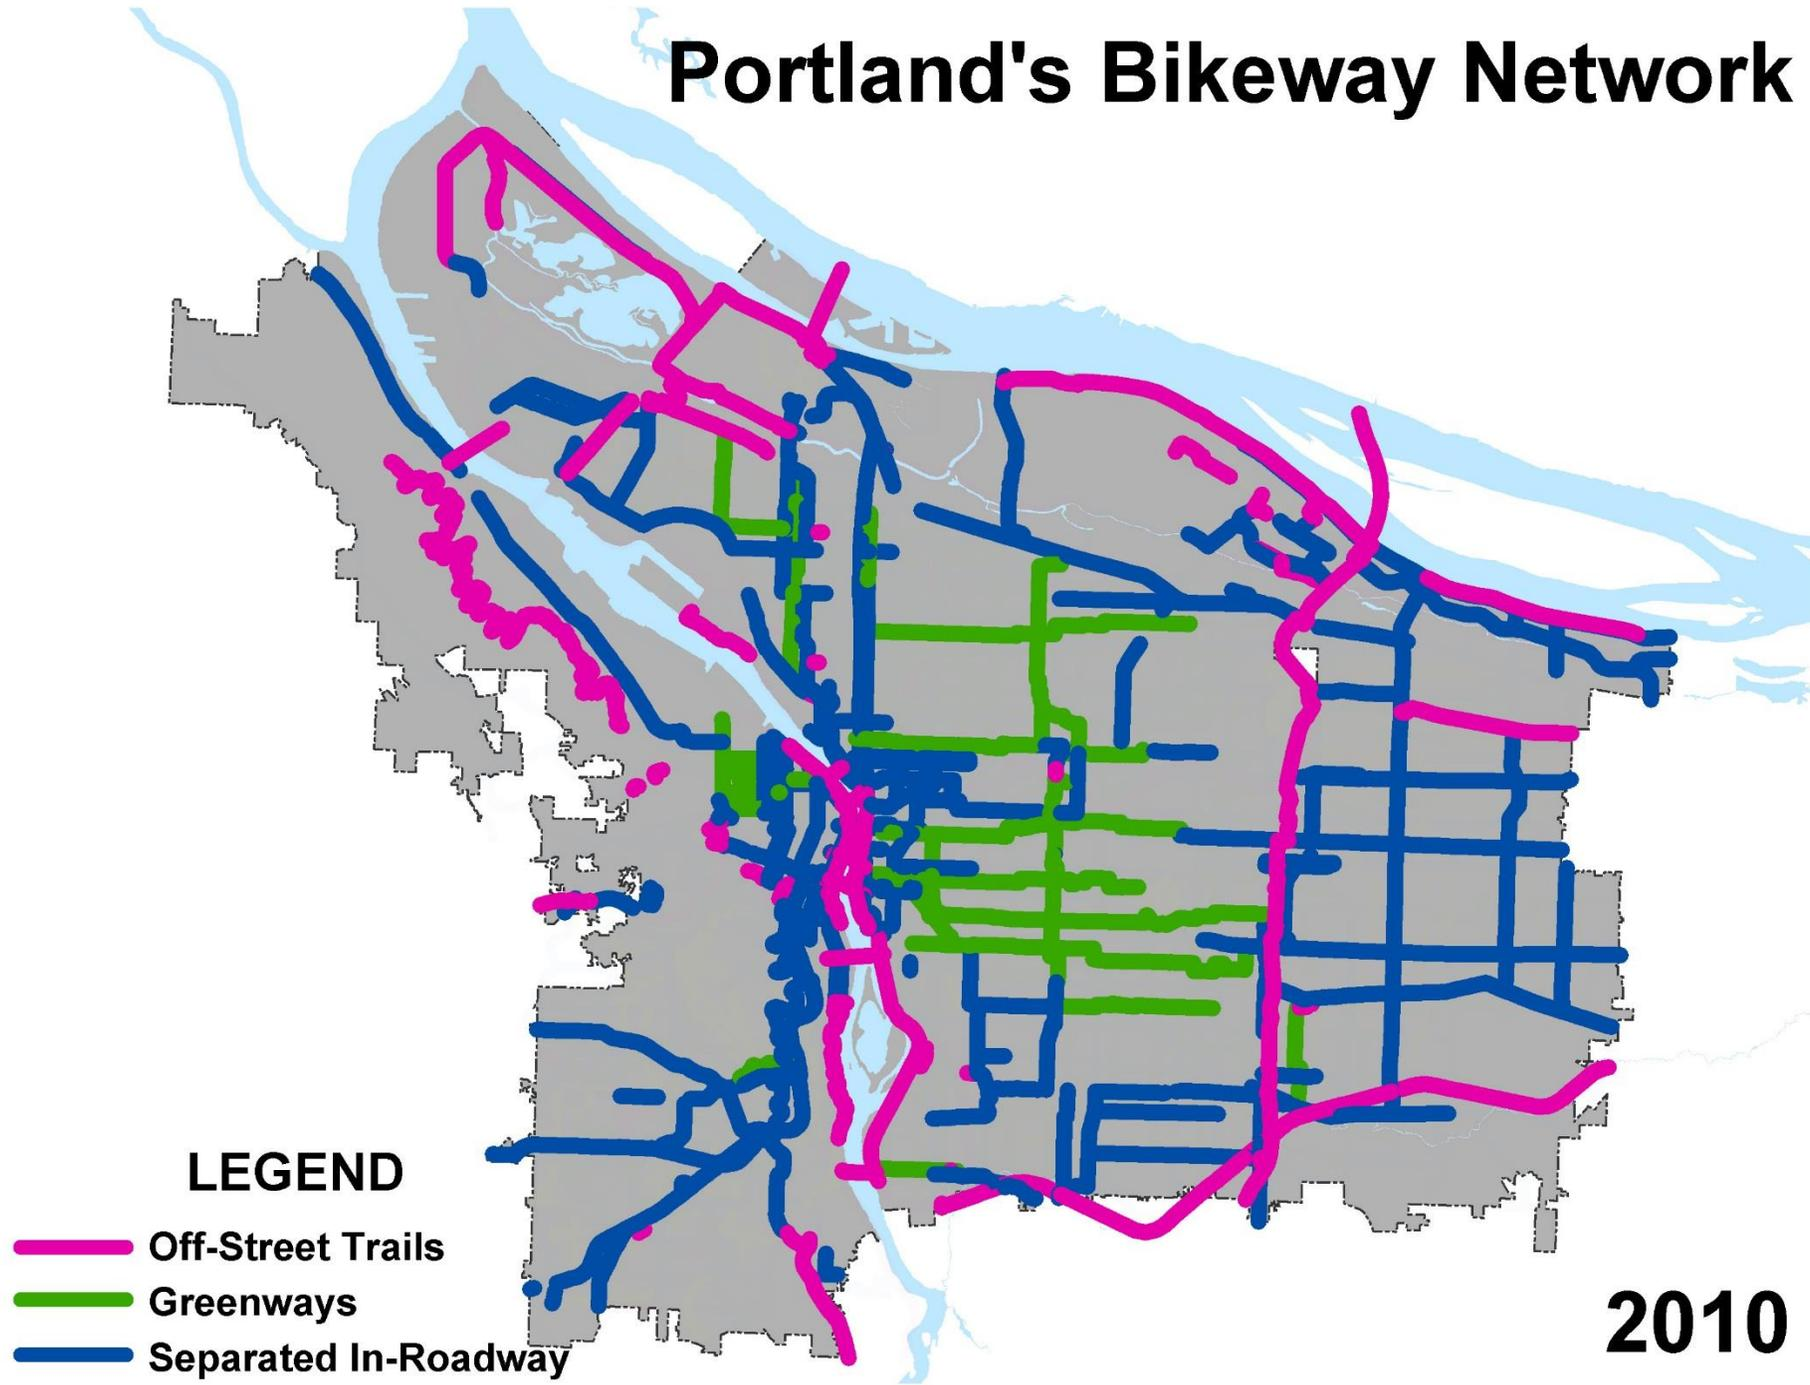 Portland's Bikeway Network
LEGEND
Off-Street Trails
Greenways
Separated In-Roadway
2010